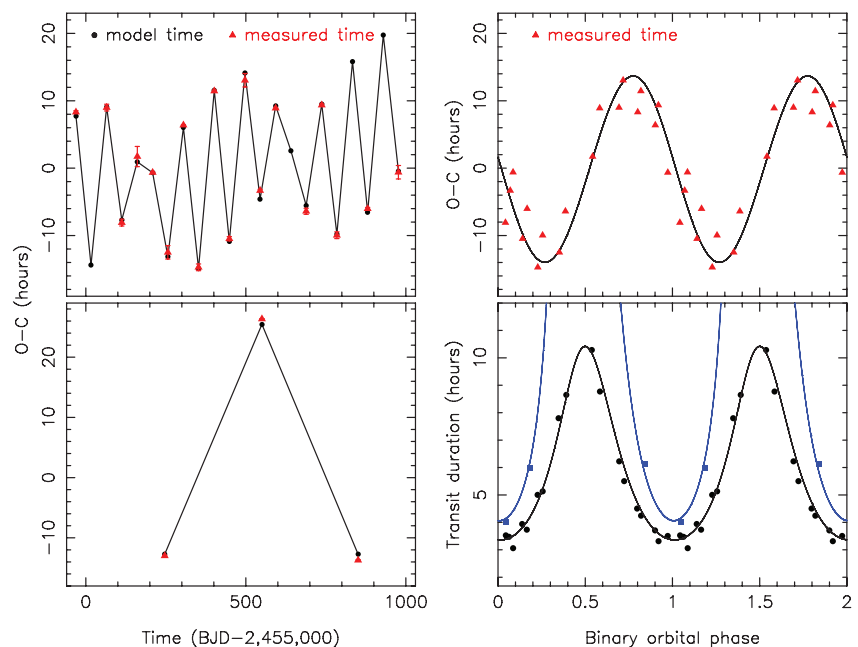 model time
measured time
measured time
O−C (hours)
20
10
0
−10
O−C (hours)
10
0
−10
20
10
0
−10
Transit duration (hours)
10
5
0
500
1000
0
0.5
1
1.5
2
Time (BJD−2,455,000)
Binary orbital phase